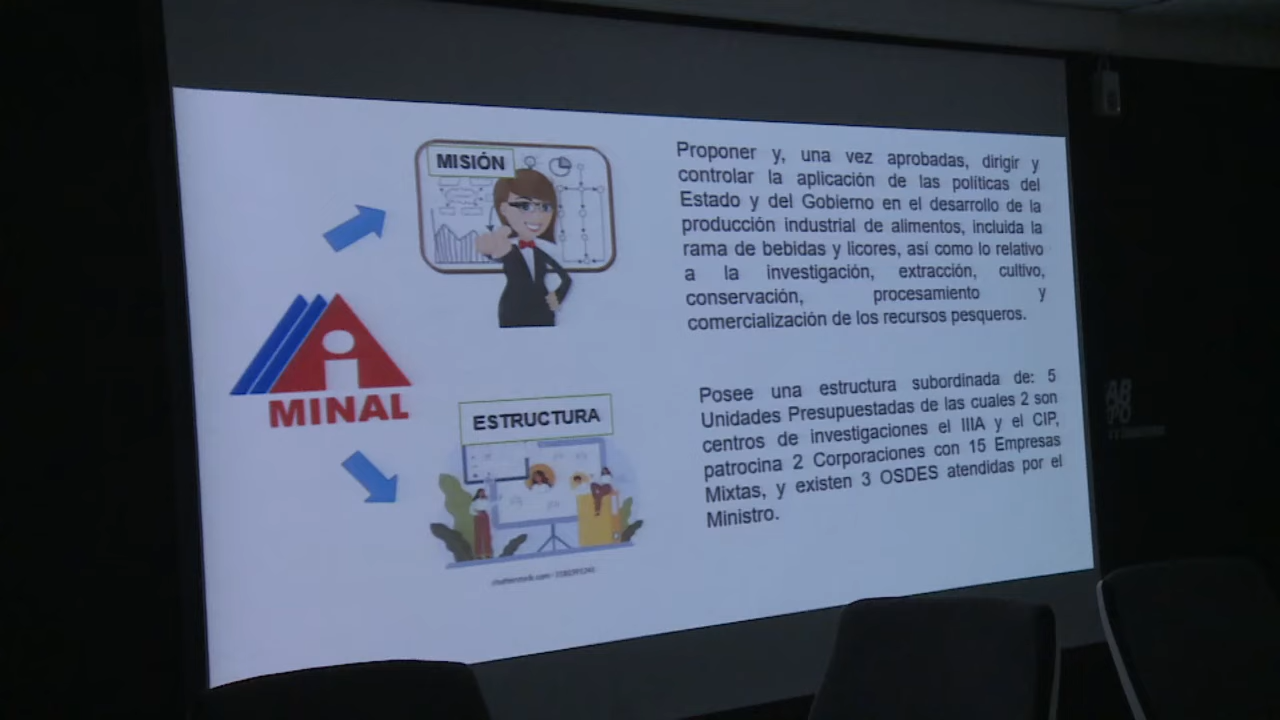 MISIÓN
Proponer y, una vez aprobadas, dirigir y
controlar la aplicación de las políticas del
Estado y del Gobierno en el desarrollo de la
producción industrial de alimentos, incluida la
rama de bebidas y licores, así como lo relativo
a la investigación, extracción, cultivo,
conservación, procesamiento y
comercialización de los recursos pesqueros.
MINAL
ESTRUCTURA
Posee una estructura subordinada de: 5
Unidades Presupuestadas de las cuales 2 son
centros de investigaciones el IIIA y el CIP,
patrocina 2 Corporaciones con 15 Empresas
Mixtas, y existen 3 OSDES atendidas por el
Ministro.